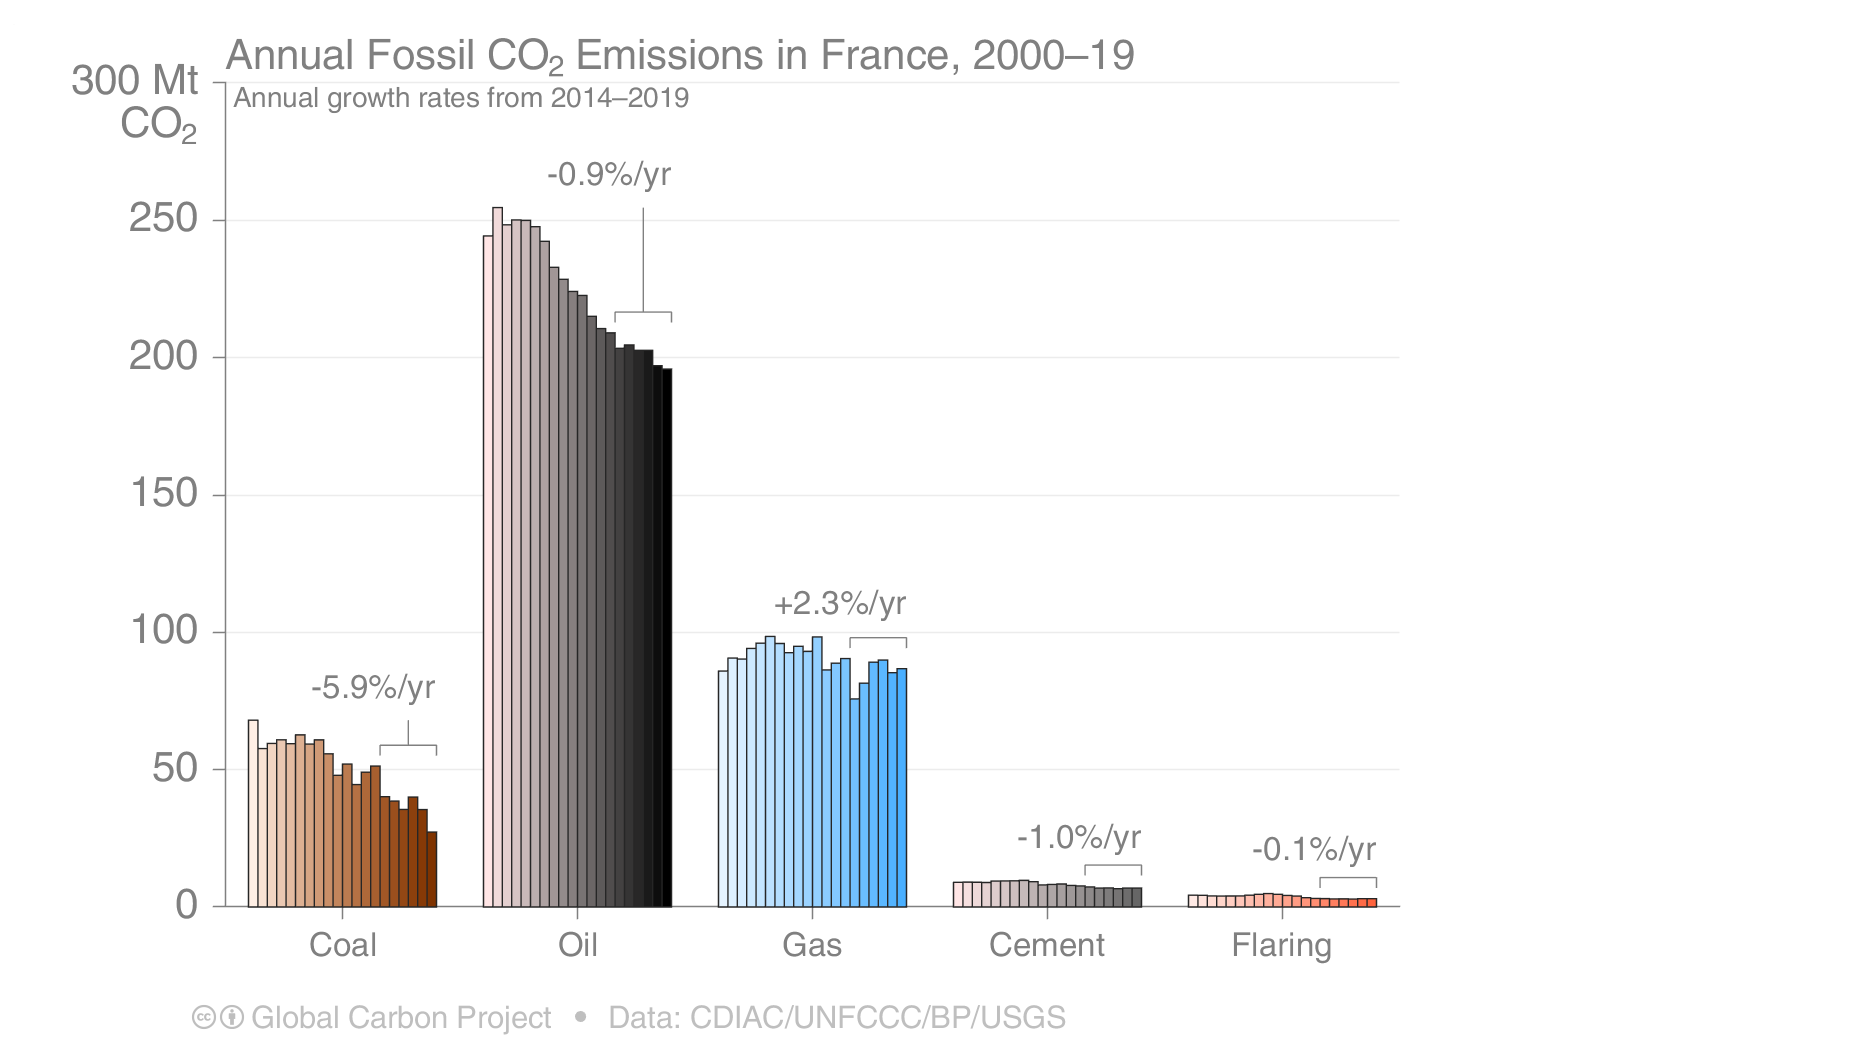 Annual Fossil CO₂ Emissions in France, 2000–19
300 Mt
CO₂
Annual growth rates from 2014–2019
-0.9%/yr
250
200
150
+2.3%/yr
100
-5.9%/yr
50
-1.0%/yr
-0.1%/yr
0
Coal Oil Gas Cement Flaring
cc Global Carbon Project • Data: CDIAC/UNFCCC/BP/USGS